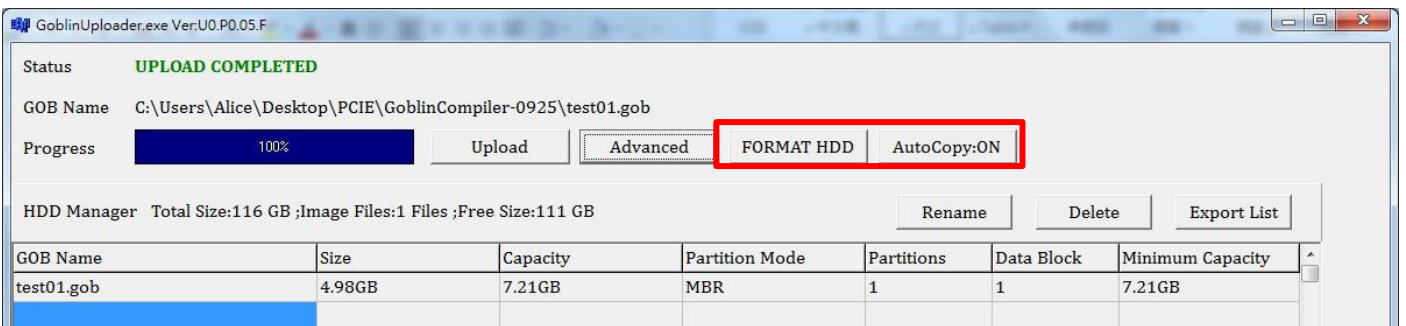 GoblinUploader.exe Ver:U0.P0.05.F
Status UPLOAD COMPLETED
GOB Name C:\Users\Alice\Desktop\PCIE\GoblinCompiler-0925\test01.gob
Progress 100% Upload Advanced FORMAT HDD AutoCopy:ON
HDD Manager Total Size:116 GB ;Image Files:1 Files ;Free Size:111 GB Rename Delete Export List
GOB Name Size Capacity Partition Mode Partitions Data Block Minimum Capacity
test01.gob 4.98GB 7.21GB MBR 1 1 7.21GB